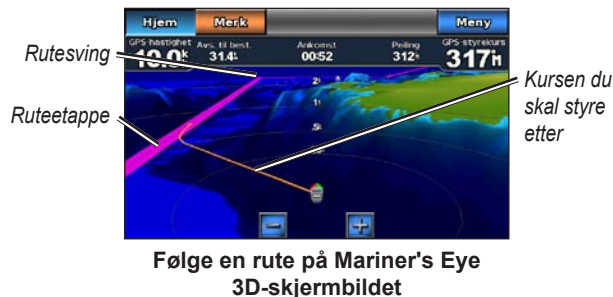 Hjem Merk Meny
GPS-hastighet Avs. til best. Ankomst Peiling GPS-styrekurs
10.0k 31.4 00:52 312 317
Rutesving
Ruteetappe
Kursen du
skal styre
etter
Følge en rute på Mariner's Eye
3D-skjermbildet